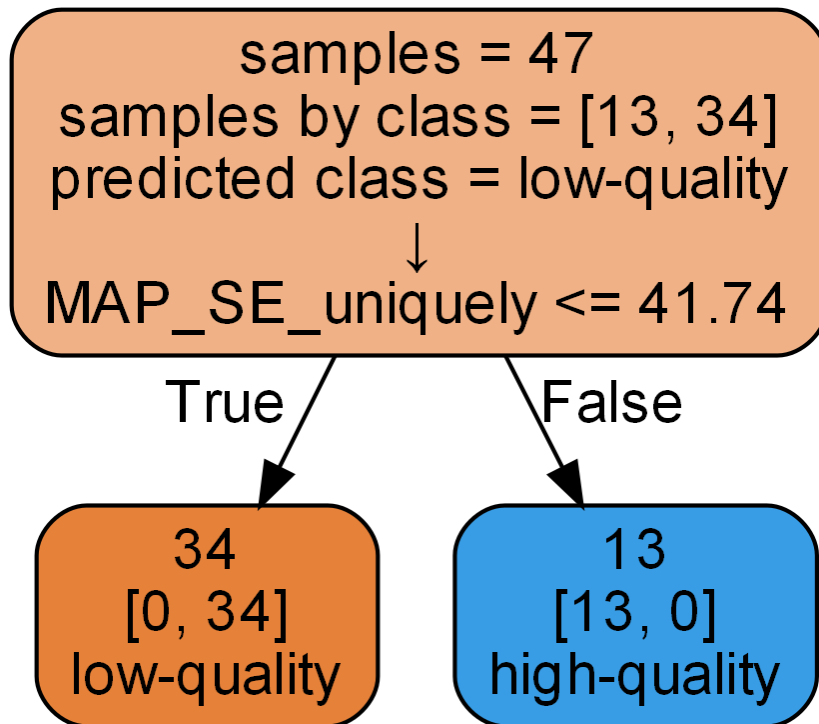 samples = 47
samples by class = [13, 34]
predicted class = low-quality
↓
MAP_SE_uniquely <= 41.74
True
False
34
[0, 34]
low-quality
13
[13, 0]
high-quality